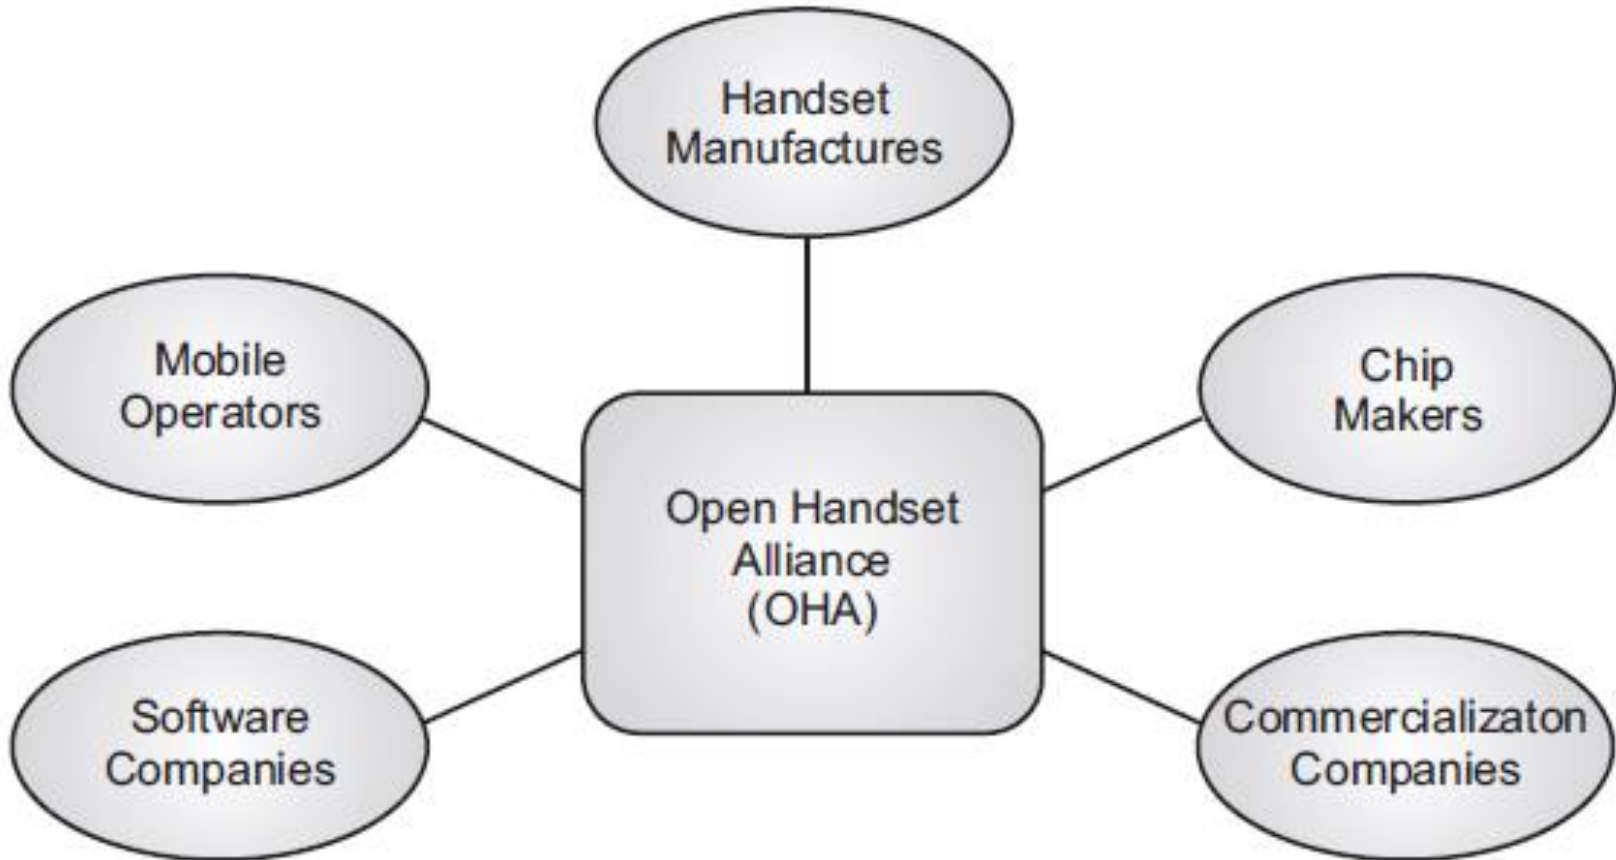 Handset
Manufactures
Mobile
Operators
Chip
Makers
Open Handset
Alliance
(OHA)
Software
Companies
Commercializaton
Companies